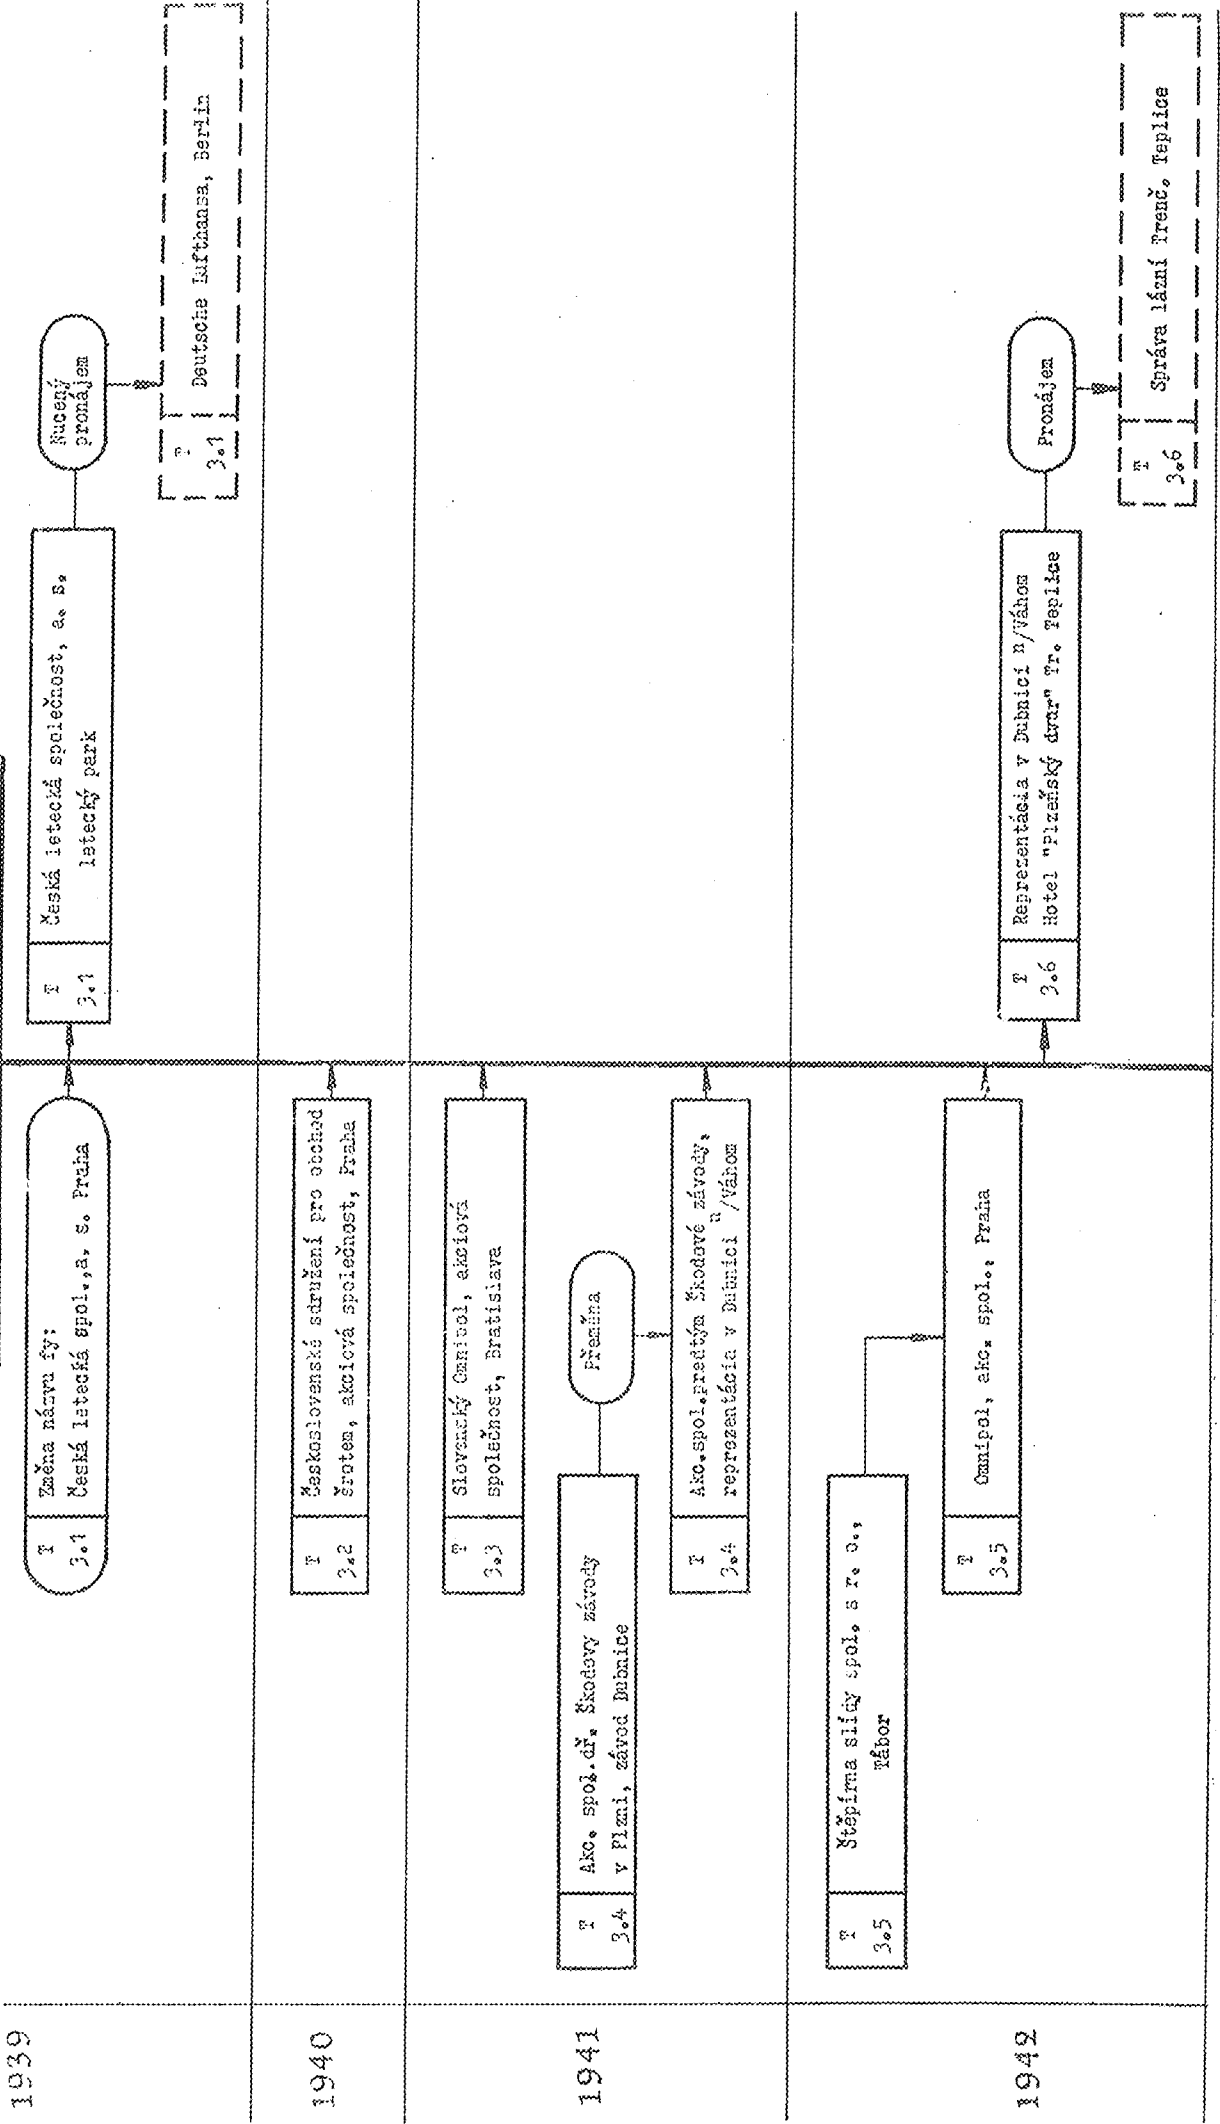 1939
T
3.1
Změna názvu fy:
Česká letecká spol.,a. s. Praha
T
3.1
Česká letecká společnost, a. s.
letecký park
Nucený
pronájem
T
3.1
Deutsche Lufthansa, Berlin
1940
T
3.2
Československé sdružení pro obchod
šrotem, akciová společnost, Praha
1941
T
3.3
Slovenský Omnipol, akciová
společnost, Bratislava
T
3.4
Akc. spol.dř. Škodovy závody
v Plzni, závod Dubnice
Přeměna
T
3.4
Akc.spol.predtým Škodové závody,
reprezentácia v Dubnici n/Váhom
1942
T
3.5
Štěpírna slídy spol. s r. o.,
Tábor
T
3.5
Omnipol, akc. spol., Praha
T
3.6
Reprezentácia v Dubnici n/Váhom
Hotel "Plzeňský dvur" Tr. Teplice
Pronájem
T
3.6
Správa lázní Trenč. Teplice